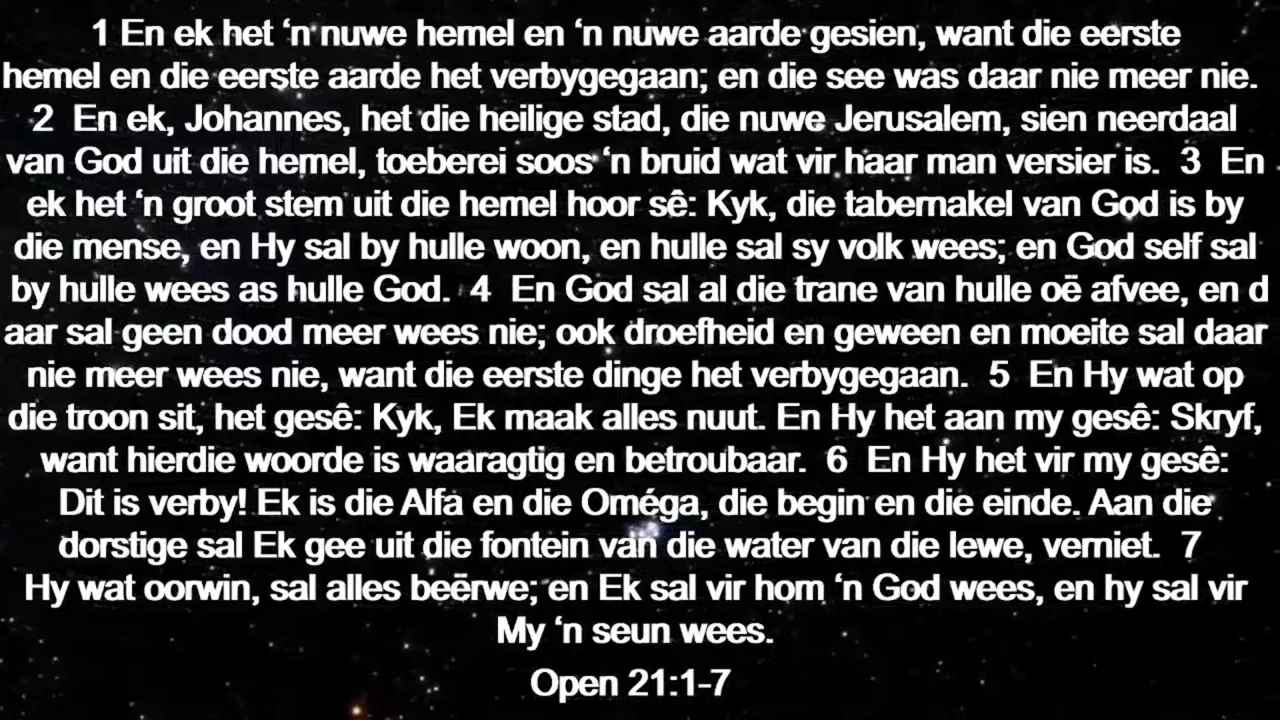 1 En ek het ‘n nuwe hemel en ‘n nuwe aarde gesien, want die eerste
hemel en die eerste aarde het verbygegaan; en die see was daar nie meer nie.
2 En ek, Johannes, het die heilige stad, die nuwe Jerusalem, sien neerdaal
van God uit die hemel, toeberei soos ‘n bruid wat vir haar man versier is. 3 En
ek het ‘n groot stem uit die hemel hoor sê: Kyk, die tabernakel van God is by
die mense, en Hy sal by hulle woon, en hulle sal sy volk wees; en God self sal
by hulle wees as hulle God. 4 En God sal al die trane van hulle oë afvee, en d
aar sal geen dood meer wees nie; ook droefheid en geween en moeite sal daar
nie meer wees nie, want die eerste dinge het verbygegaan. 5 En Hy wat op
die troon sit, het gesê: Kyk, Ek maak alles nuut. En Hy het aan my gesê: Skryf,
want hierdie woorde is waaragtig en betroubaar. 6 En Hy het vir my gesê:
Dit is verby! Ek is die Alfa en die Oméga, die begin en die einde. Aan die
dorstige sal Ek gee uit die fontein van die water van die lewe, verniet. 7
Hy wat oorwin, sal alles beërwe; en Ek sal vir hom ‘n God wees, en hy sal vir
My ‘n seun wees.
Open 21:1-7